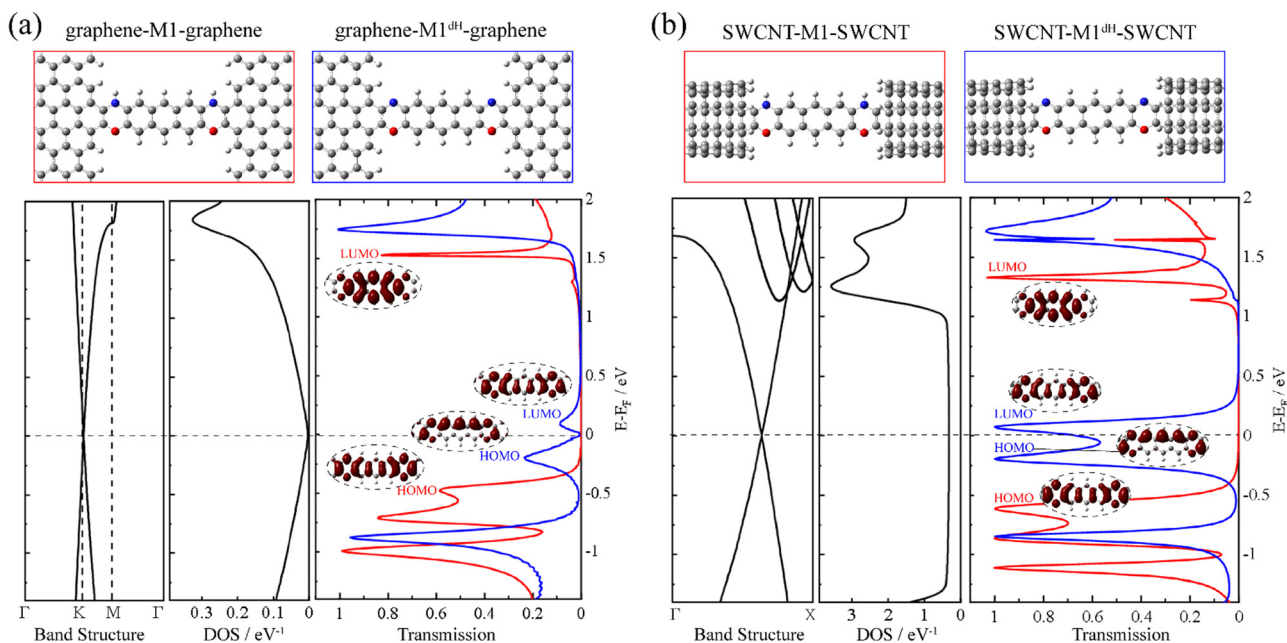 (a)
graphene-M1-graphene
graphene-M1dH-graphene
LUMO
LUMO
HOMO
HOMO
2
1.5
1
0.5
0
-0.5
-1
E-EF / eV
Γ K M Γ
Band Structure
0.3 0.2 0.1 0
DOS / eV-1
1 0.8 0.6 0.4 0.2 0
Transmission
(b)
SWCNT-M1-SWCNT
SWCNT-M1dH-SWCNT
LUMO
LUMO
HOMO
HOMO
2
1.5
1
0.5
0
-0.5
-1
E-EF / eV
Γ X
Band Structure
3 2 1 0
DOS / eV-1
1 0.8 0.6 0.4 0.2 0
Transmission